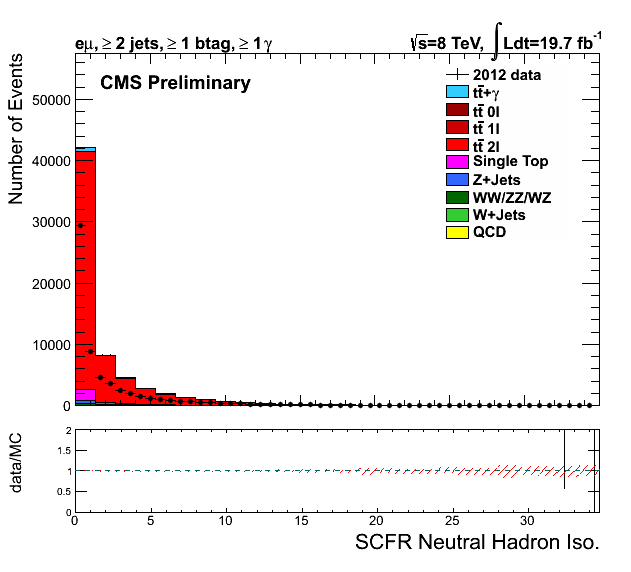 eμ, ≥ 2 jets, ≥ 1 btag, ≥ 1γ
√s=8 TeV, ∫Ldt=19.7 fb⁻¹
CMS Preliminary
2012 data
tt̄+γ
tt̄ 0l
tt̄ 1l
tt̄ 2l
Single Top
Z+Jets
WW/ZZ/WZ
W+Jets
QCD
Number of Events
50000
40000
30000
20000
10000
0
data/MC
2
1.5
1
0.5
0
0 5 10 15 20 25 30
SCFR Neutral Hadron Iso.